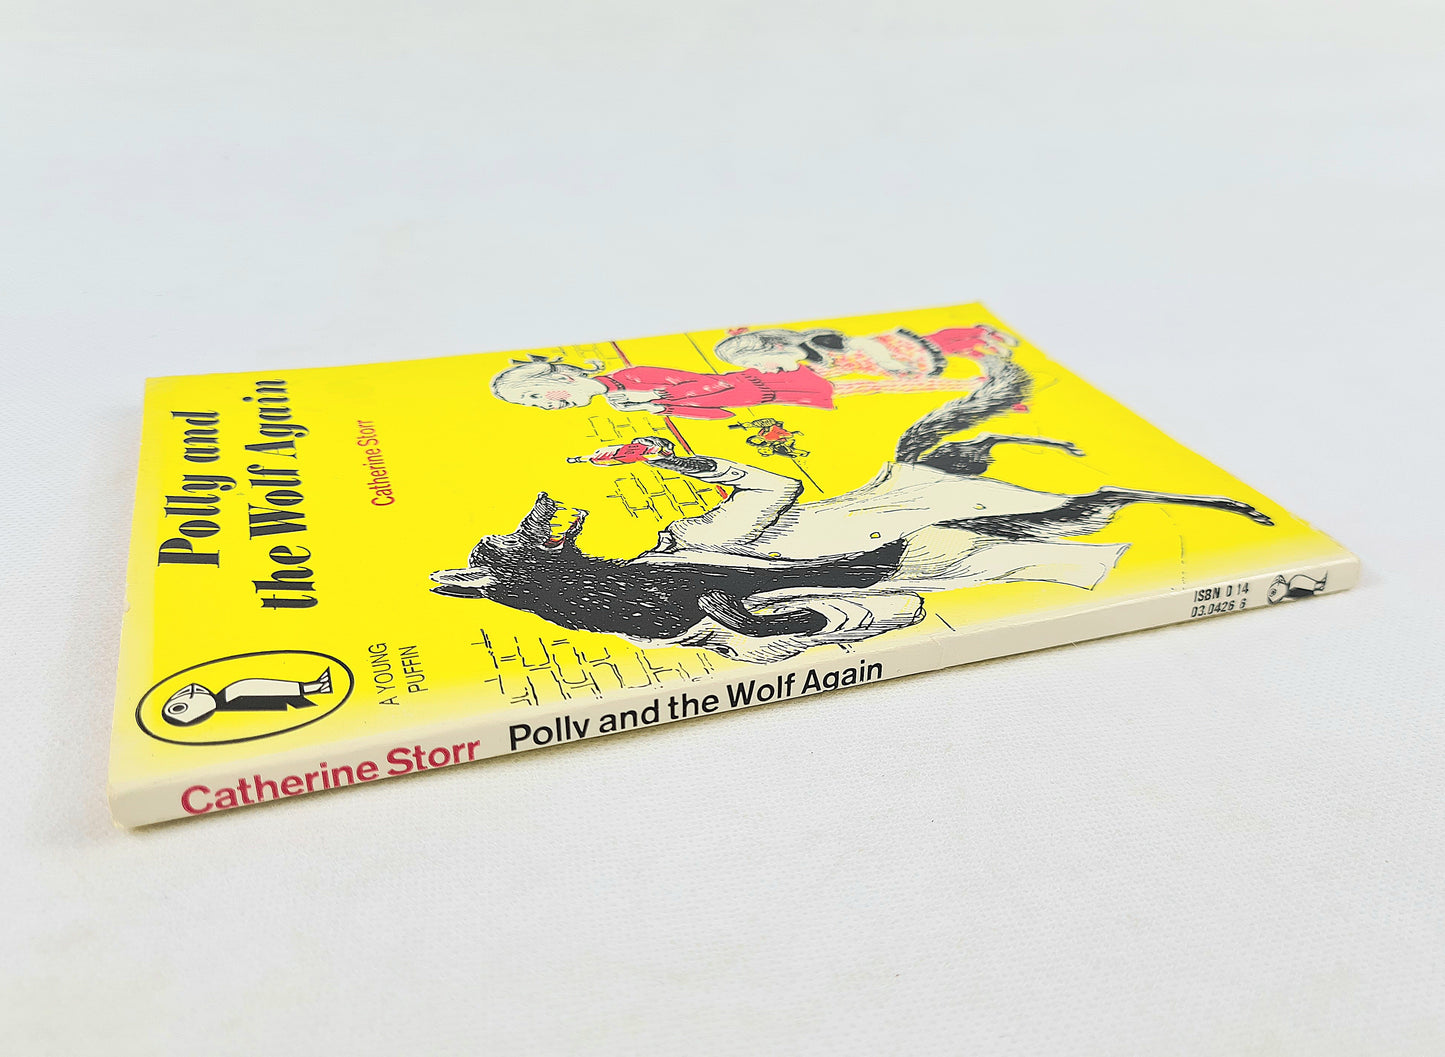 Polly and
the Wolf Again
Catherine Storr
A YOUNG
PUFFIN
Catherine Storr Polly and the Wolf Again
ISBN 0 14
03.0426 6